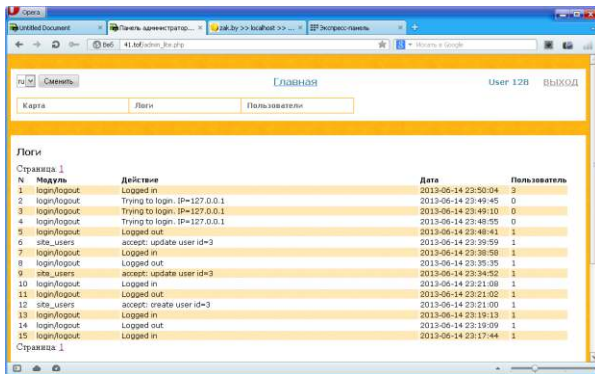 Opera
Untitled Document
Панель администратор...
zak.by >> localhost >> ...
Экспресс-панель
Веб 41.tof/admin_lte.php
Искать в Google
ru Сменить
Главная
User 128 ВЫХОД
Карта Логи Пользователи
Логи
Страница: 1
N Модуль Действие Дата Пользователь
1 login/logout Logged in 2013-06-14 23:50:04 3
2 login/logout Trying to login. IP=127.0.0.1 2013-06-14 23:49:45 0
3 login/logout Trying to login. IP=127.0.0.1 2013-06-14 23:49:10 0
4 login/logout Trying to login. IP=127.0.0.1 2013-06-14 23:48:55 0
5 login/logout Logged out 2013-06-14 23:48:41 1
6 site_users accept: update user id=3 2013-06-14 23:39:59 1
7 login/logout Logged in 2013-06-14 23:38:58 1
8 login/logout Logged out 2013-06-14 23:35:35 1
9 site_users accept: update user id=3 2013-06-14 23:34:52 1
10 login/logout Logged in 2013-06-14 23:21:08 1
11 login/logout Logged out 2013-06-14 23:21:02 1
12 site_users accept: create user id=3 2013-06-14 23:21:00 1
13 login/logout Logged in 2013-06-14 23:19:13 1
14 login/logout Logged out 2013-06-14 23:19:09 1
15 login/logout Logged in 2013-06-14 23:17:44 1
Страница: 1